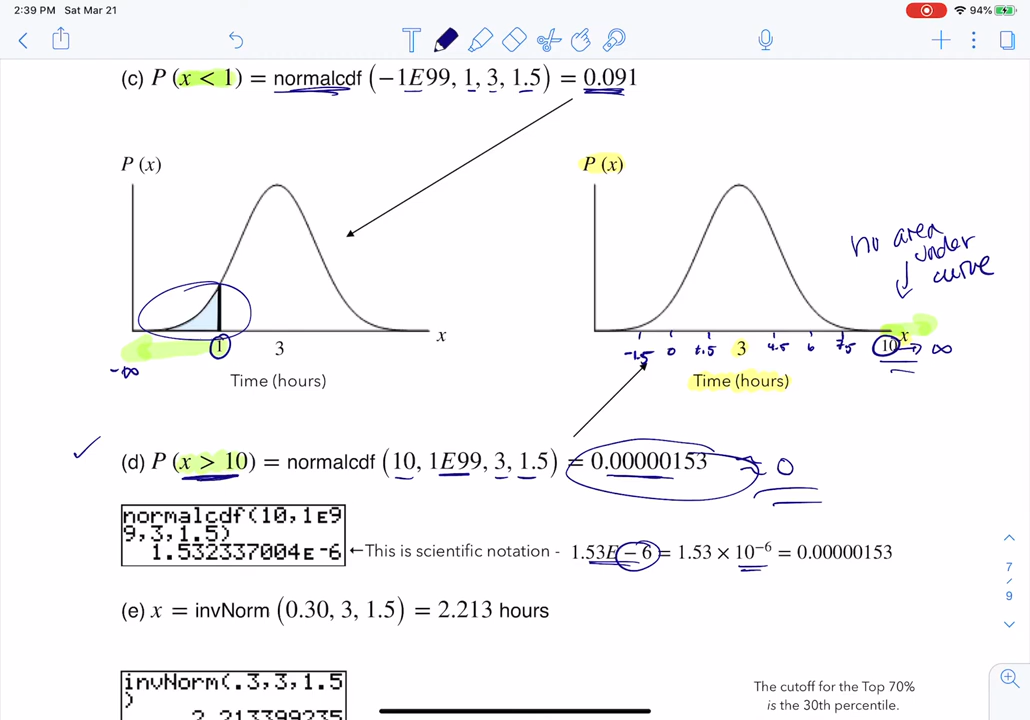 2:39 PM Sat Mar 21
94%
(c) P (x < 1) = normalcdf (−1E99, 1, 3, 1.5) = 0.091
P (x)
P (x)
no area
under
curve
x
x
1
3
-1.5 0 1.5 3 4.5 6 7.5 10 → ∞
-∞
Time (hours)
Time (hours)
(d) P (x > 10) = normalcdf (10, 1E99, 3, 1.5) = 0.00000153 ≈ 0
normalcdf(10,1E9
9,3,1.5)
1.532337004E-6
←This is scientific notation - 1.53E − 6 = 1.53 × 10⁻⁶ = 0.00000153
7
/
9
(e) x = invNorm (0.30, 3, 1.5) = 2.213 hours
invNorm(.3,3,1.5
)
2.213399235
The cutoff for the Top 70%
is the 30th percentile.